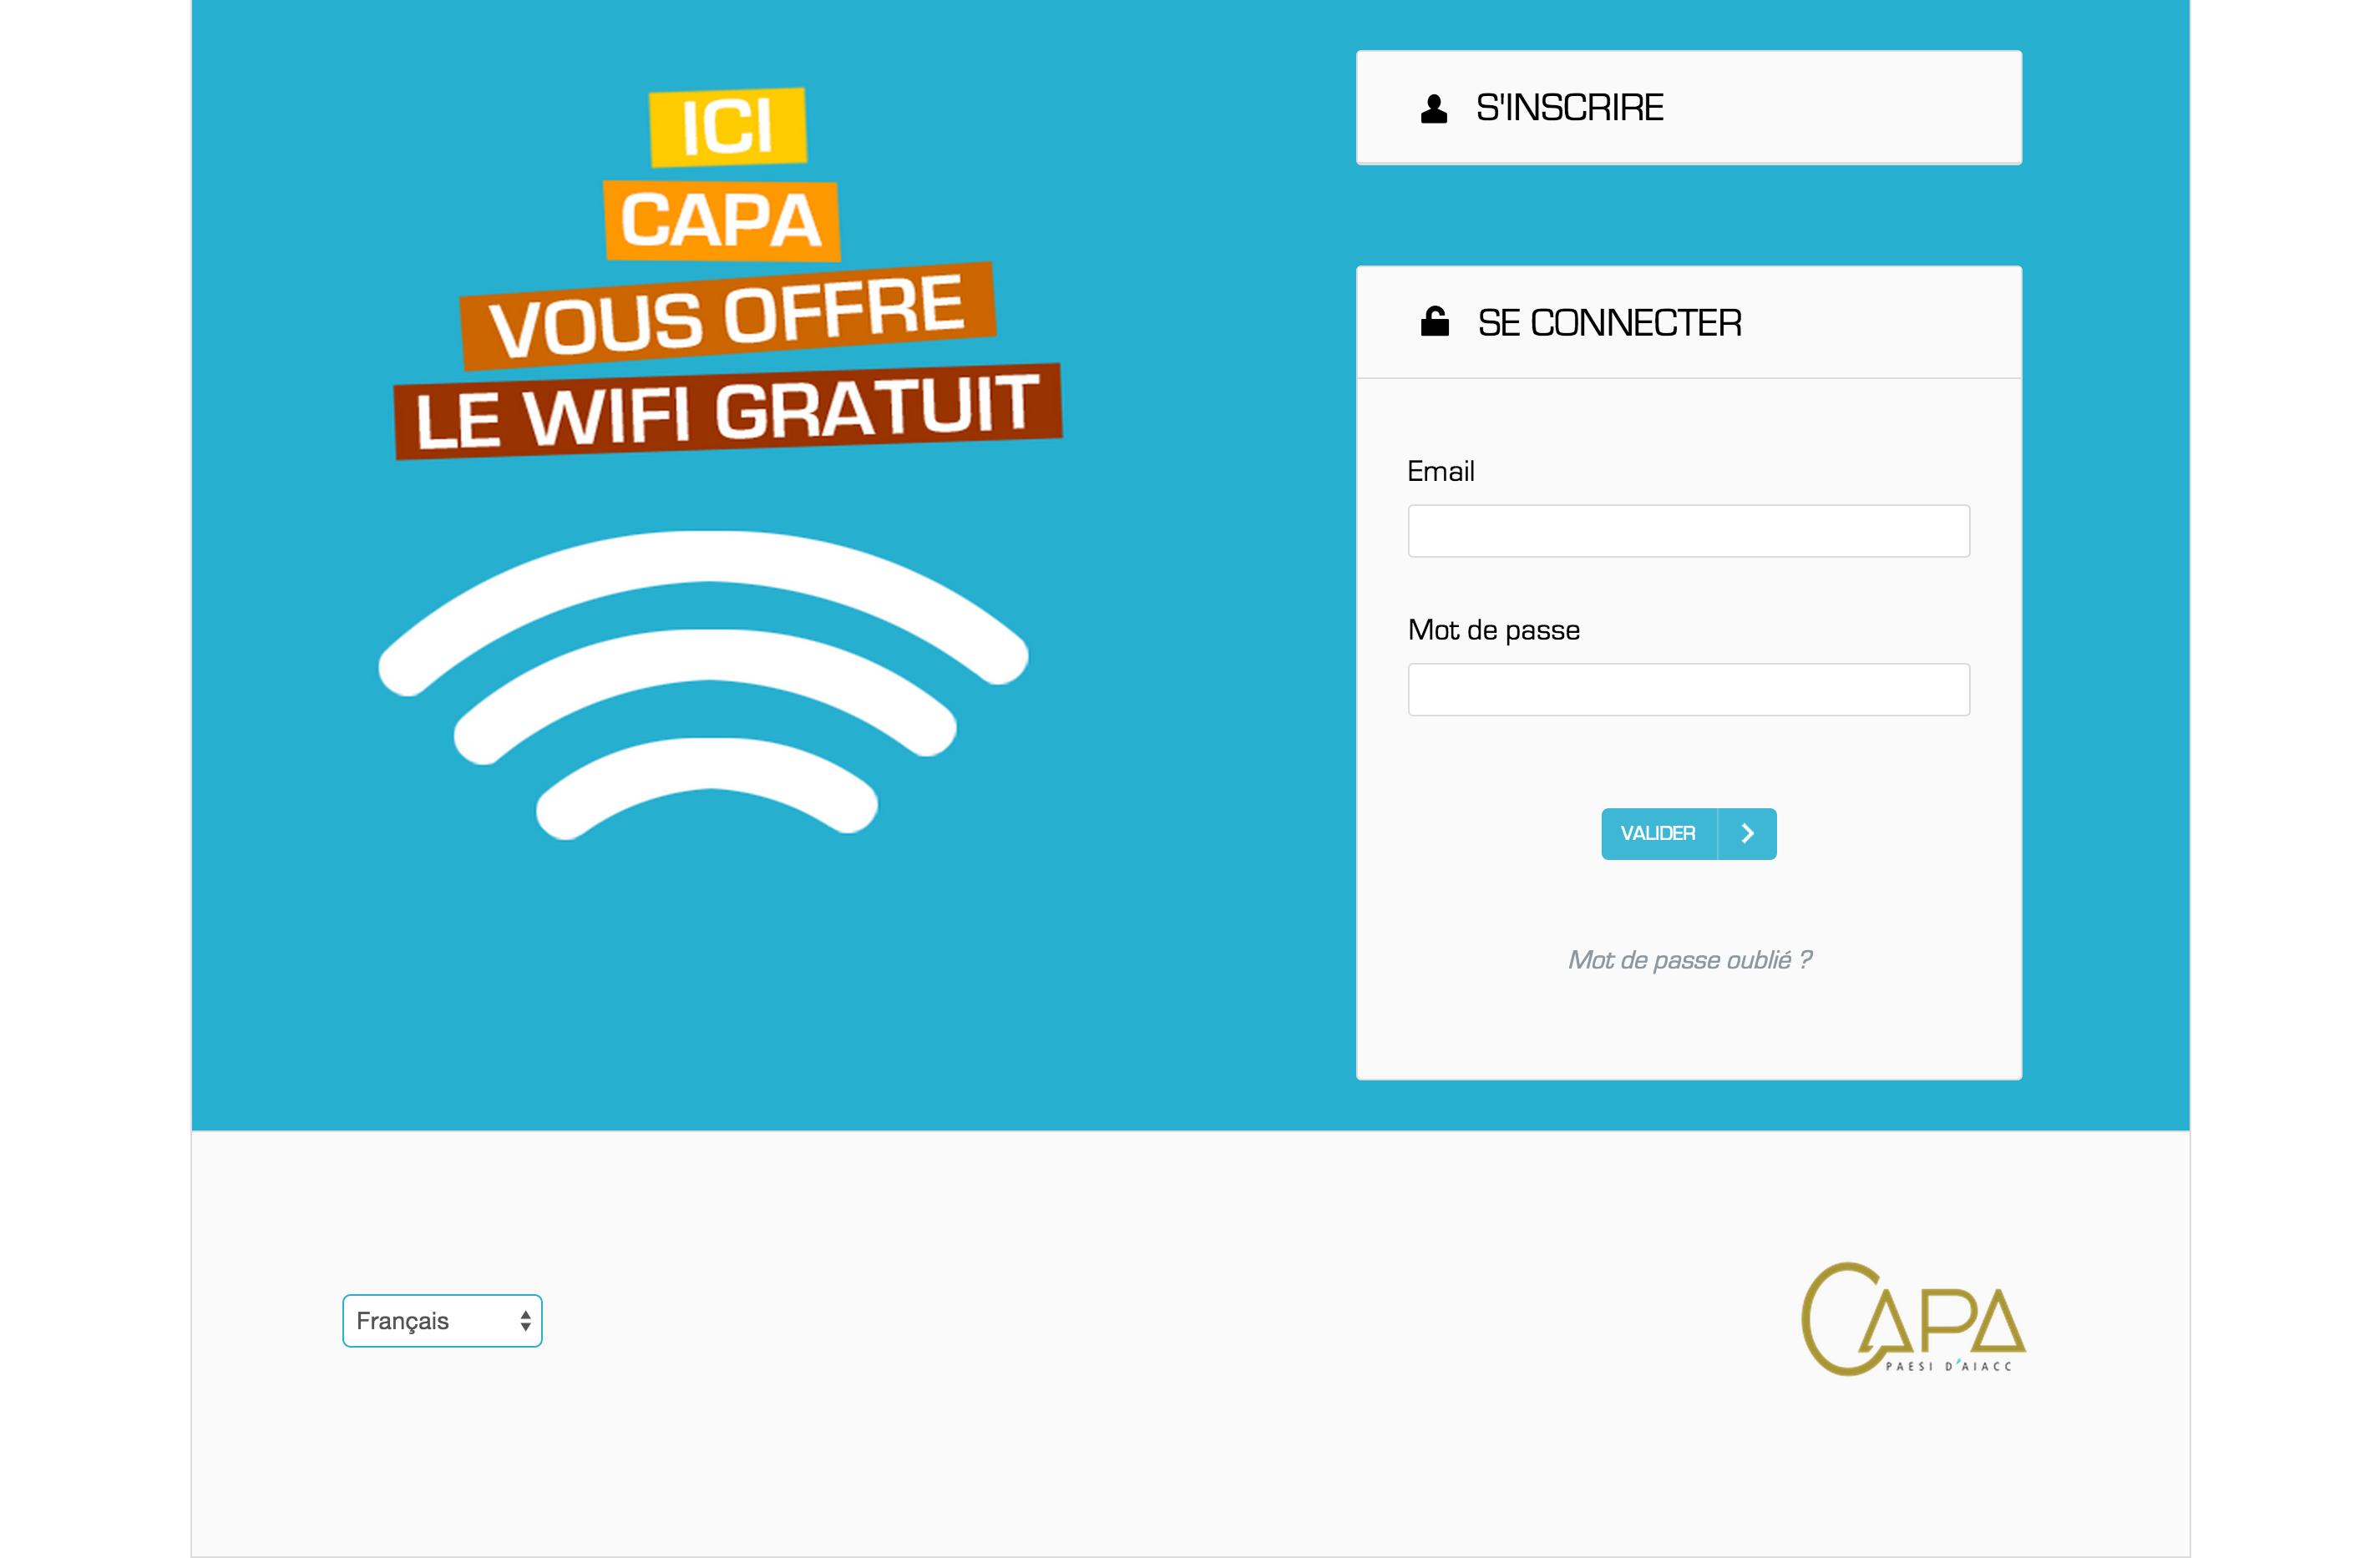 ICI
CAPA
VOUS OFFRE
LE WIFI GRATUIT
S'INSCRIRE
SE CONNECTER
Email
Mot de passe
VALIDER
Mot de passe oublié ?
Français
CAPA
PAESI D'AIACC